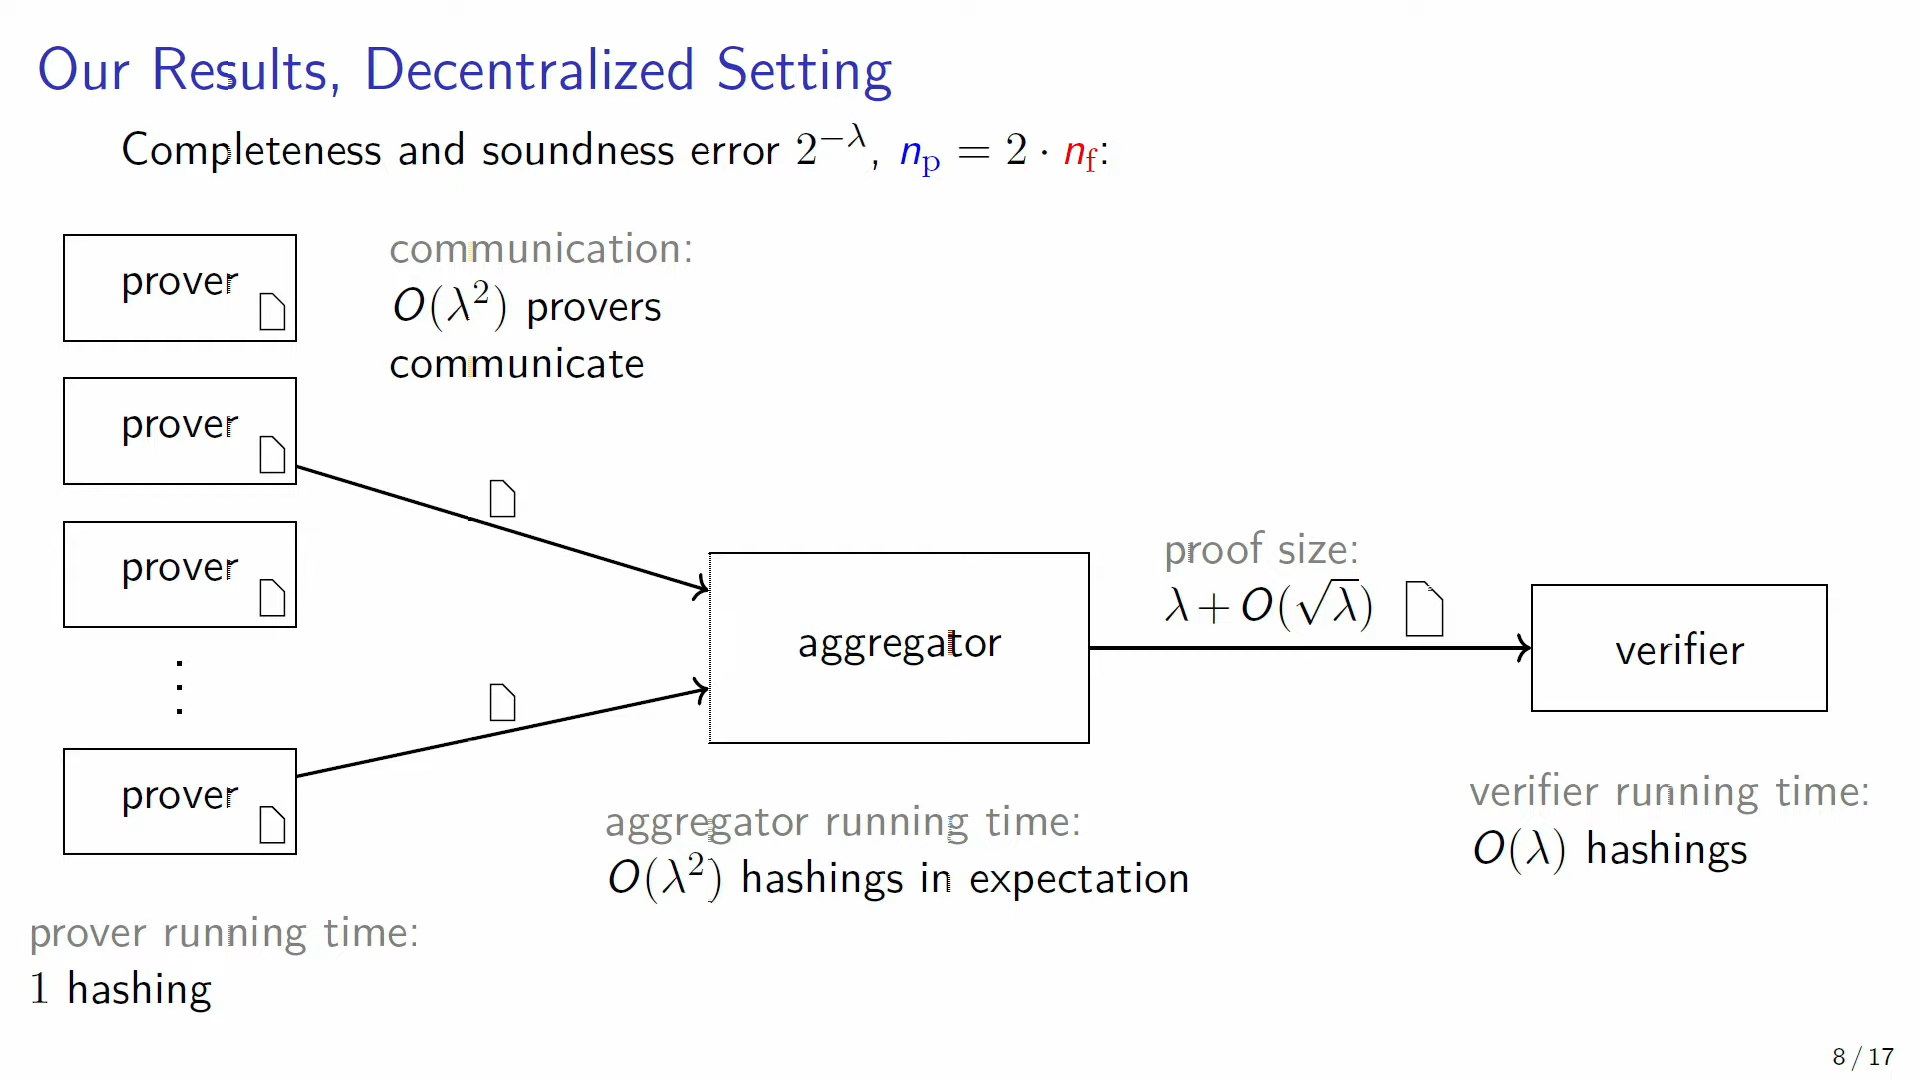 Our Results, Decentralized Setting
Completeness and soundness error 2^{−λ}, n_p = 2 · n_f:
prover
communication:
O(λ²) provers
communicate
prover
prover
⋮
prover
aggregator
proof size:
λ + O(√λ)
verifier
aggregator running time:
O(λ²) hashings in expectation
verifier running time:
O(λ) hashings
prover running time:
1 hashing
8 / 17